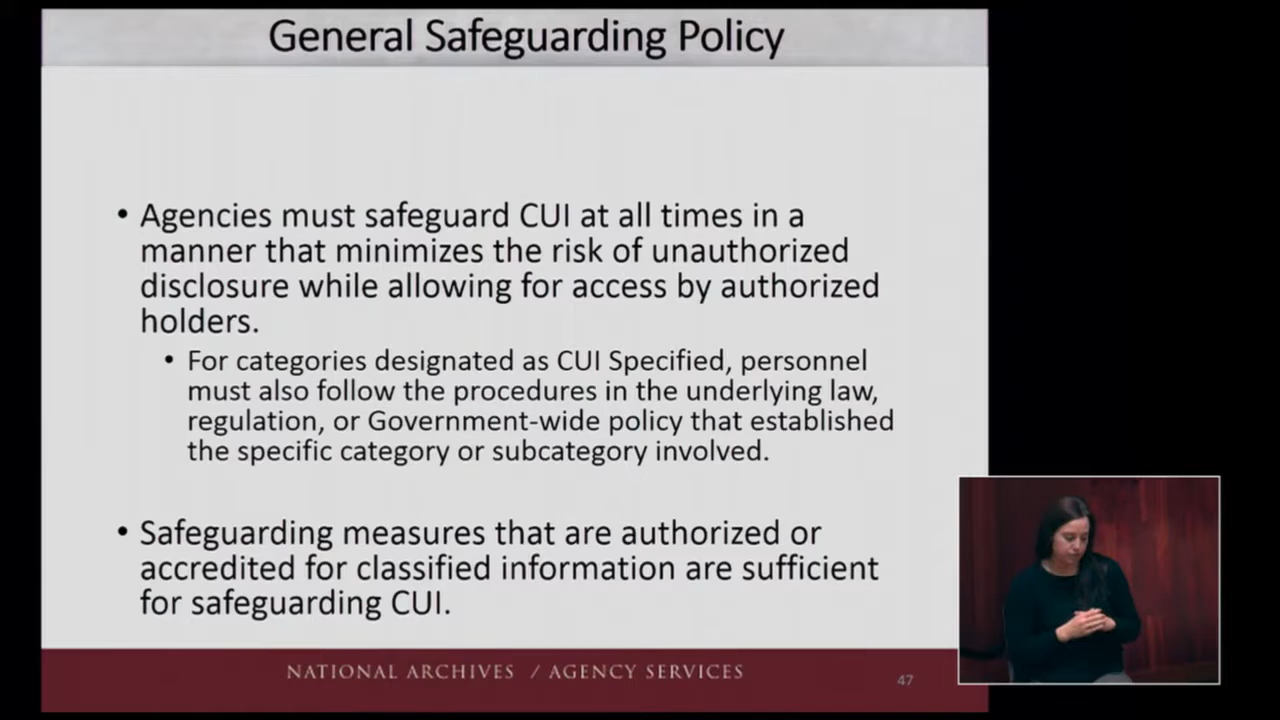 General Safeguarding Policy
• Agencies must safeguard CUI at all times in a
manner that minimizes the risk of unauthorized
disclosure while allowing for access by authorized
holders.
• For categories designated as CUI Specified, personnel
must also follow the procedures in the underlying law,
regulation, or Government-wide policy that established
the specific category or subcategory involved.
• Safeguarding measures that are authorized or
accredited for classified information are sufficient
for safeguarding CUI.
NATIONAL ARCHIVES / AGENCY SERVICES
47